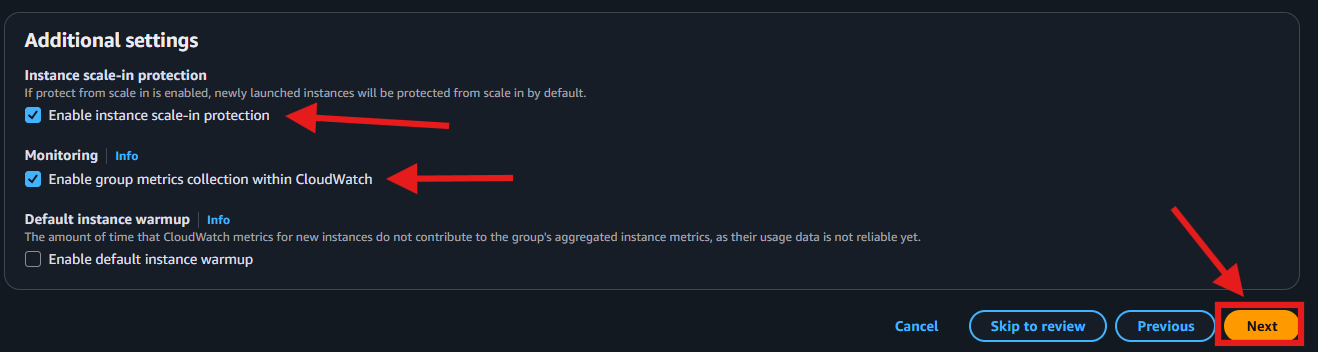 Additional settings
Instance scale-in protection
If protect from scale in is enabled, newly launched instances will be protected from scale in by default.
Enable instance scale-in protection
Monitoring Info
Enable group metrics collection within CloudWatch
Default instance warmup Info
The amount of time that CloudWatch metrics for new instances do not contribute to the group's aggregated instance metrics, as their usage data is not reliable yet.
Enable default instance warmup
Cancel Skip to review Previous Next